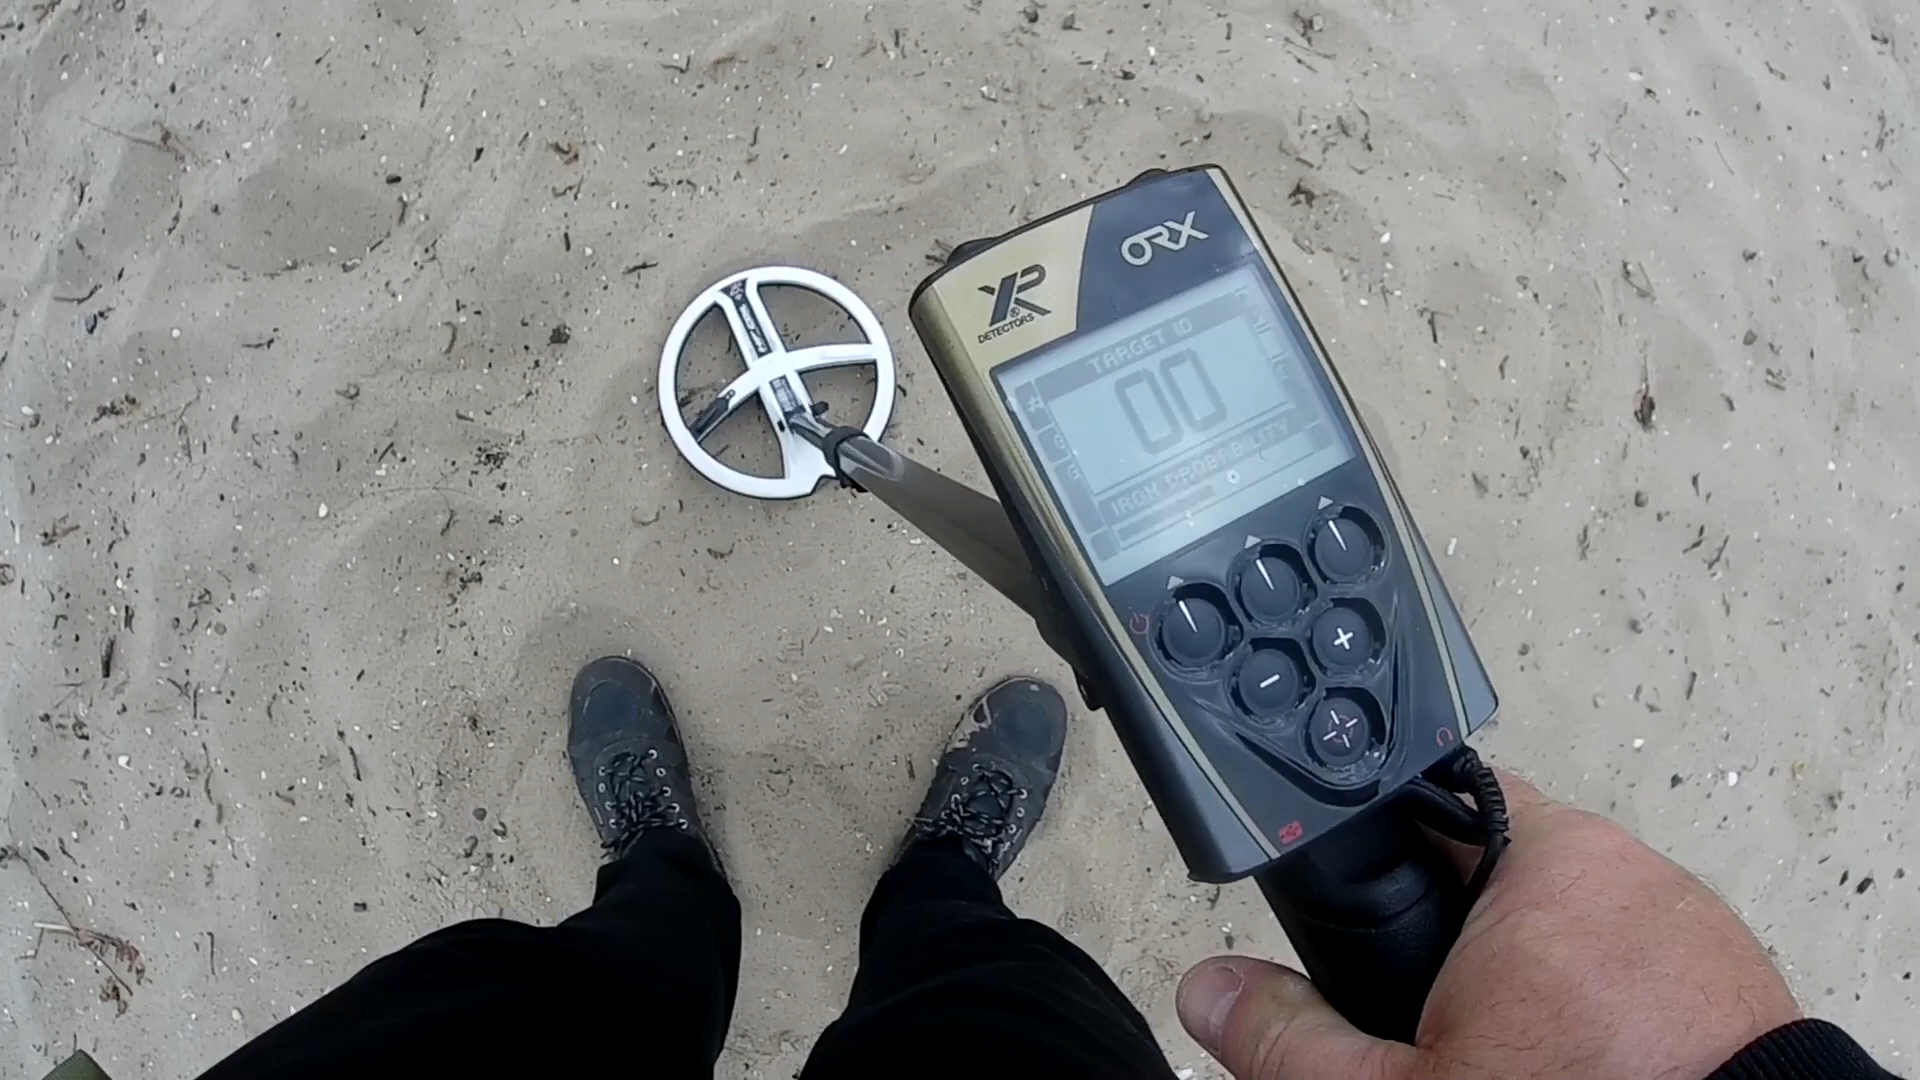 ORX
XP
®
DETECTORS
TARGET ID
00
IRON PROBABILITY
-
+